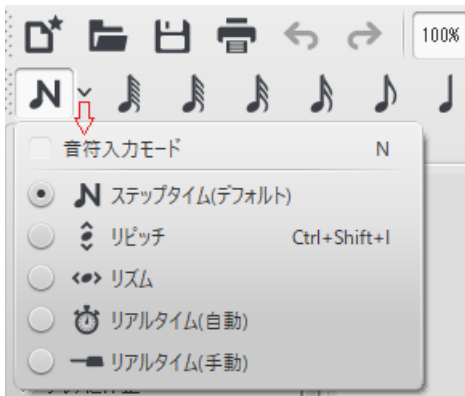 100%
音符入力モード N
ステップタイム(デフォルト)
リピッチ Ctrl+Shift+I
リズム
リアルタイム(自動)
リアルタイム(手動)